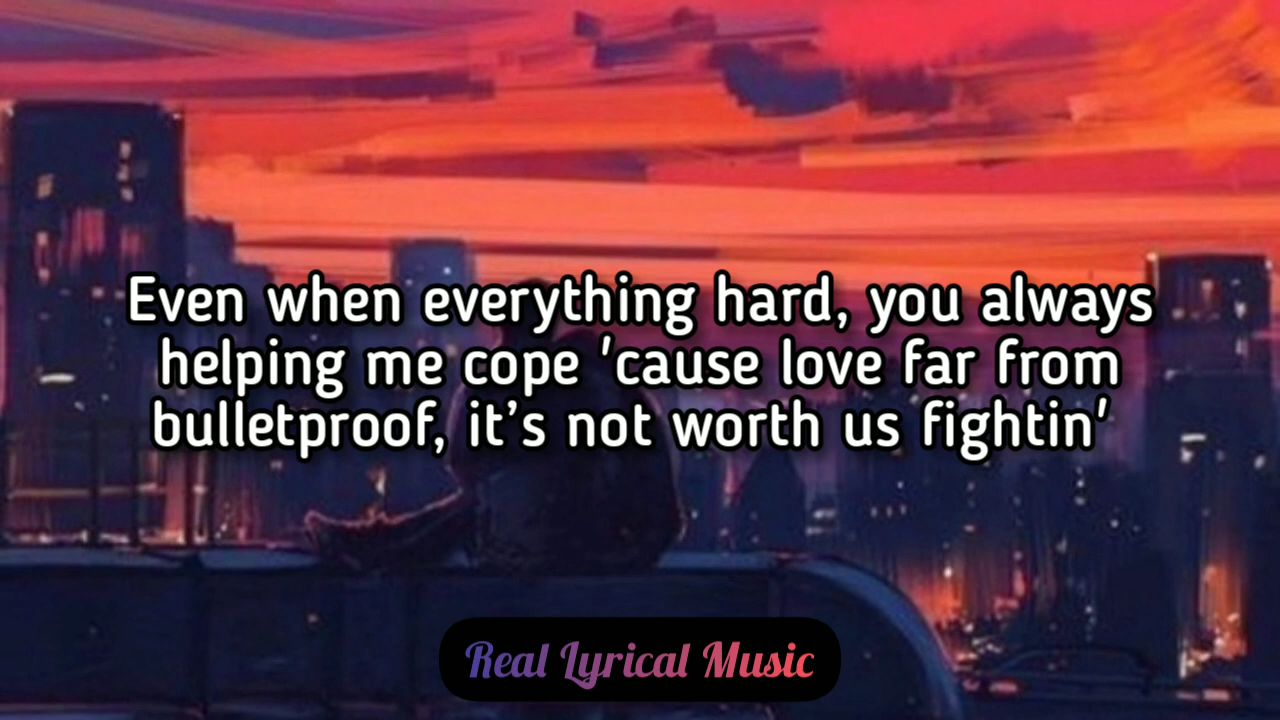 Even when everything hard, you always
helping me cope 'cause love far from
bulletproof, it’s not worth us fightin'
Real Lyrical Music